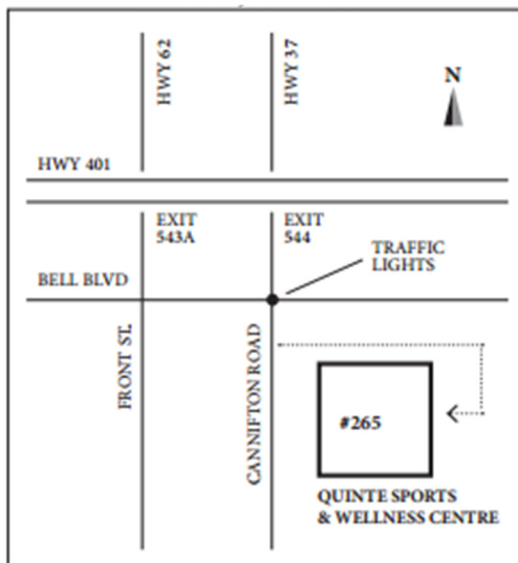 HWY 62
HWY 37
N
HWY 401
EXIT
543A
EXIT
544
TRAFFIC
LIGHTS
BELL BLVD
FRONT ST.
CANNIFTON ROAD
#265
QUINTE SPORTS
& WELLNESS CENTRE